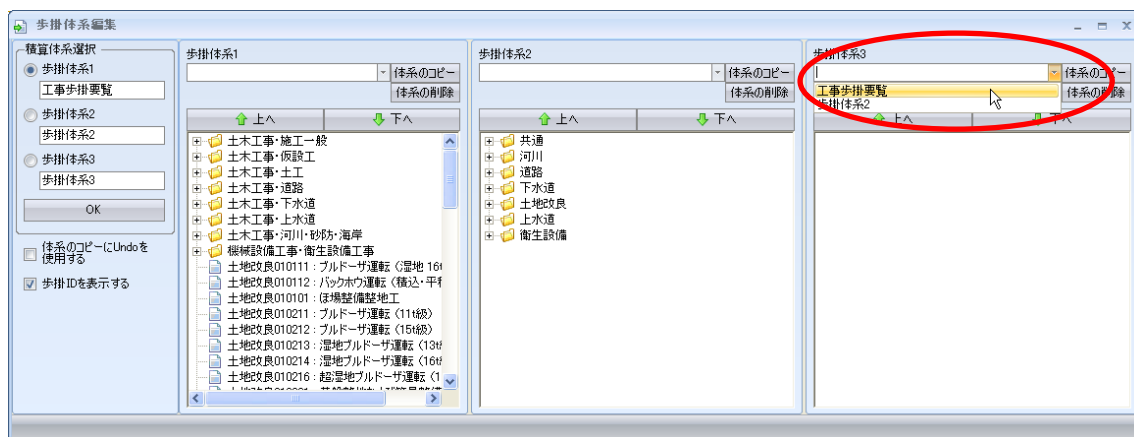 歩掛体系編集
積算体系選択
歩掛体系1
工事歩掛要覧
歩掛体系2
歩掛体系2
歩掛体系3
歩掛体系3
OK
体系のコピーにUndoを
使用する
歩掛IDを表示する
歩掛体系1
体系のコピー
体系の削除
上へ
下へ
土木工事・施工一般
土木工事・仮設工
土木工事・土工
土木工事・道路
土木工事・下水道
土木工事・上水道
土木工事・河川・砂防・海岸
機械設備工事・衛生設備工事
土地改良010111：ブルドーザ運転（湿地 16t
土地改良010112：バックホウ運転（積込・平積
土地改良010101：ほ場整備整地工
土地改良010211：ブルドーザ運転（11t級）
土地改良010212：ブルドーザ運転（15t級）
土地改良010213：湿地ブルドーザ運転（13t
土地改良010214：湿地ブルドーザ運転（16t
土地改良010216：超湿地ブルドーザ運転（1
歩掛体系2
体系のコピー
体系の削除
上へ
下へ
共通
河川
道路
下水道
土地改良
上水道
衛生設備
歩掛体系3
体系のコピー
工事歩掛要覧
体系の削除
歩掛体系2
上へ
下へ